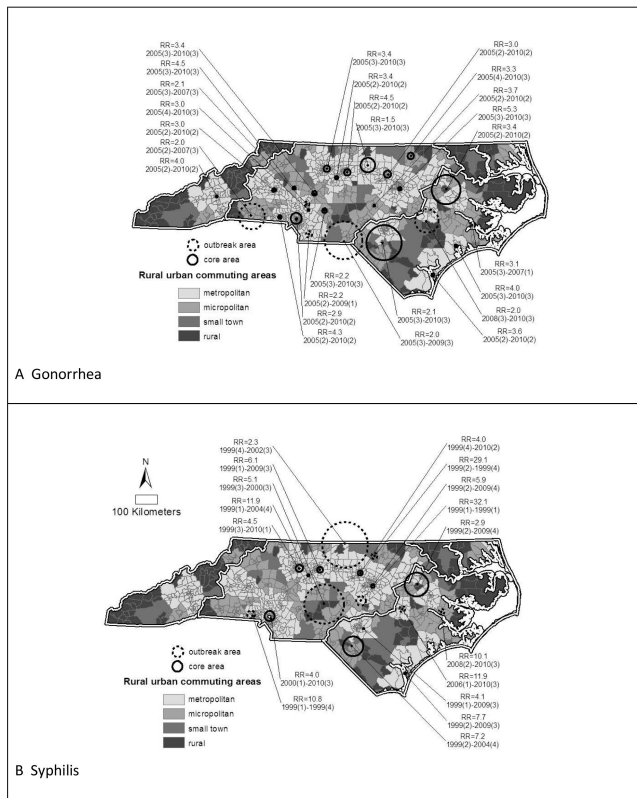 RR=3.4
2005(3)-2010(3)
RR=4.5
2005(3)-2010(3)
RR=2.1
2005(3)-2007(3)
RR=3.0
2005(4)-2010(3)
RR=3.0
2005(2)-2010(2)
RR=2.0
2005(2)-2007(3)
RR=4.0
2005(2)-2010(2)
RR=3.4
2005(3)-2010(3)
RR=3.4
2005(2)-2010(2)
RR=4.5
2005(2)-2010(2)
RR=1.5
2005(3)-2010(3)
RR=3.0
2005(2)-2010(2)
RR=3.3
2005(4)-2010(3)
RR=3.7
2005(2)-2010(2)
RR=5.3
2005(3)-2010(3)
RR=3.4
2005(2)-2010(2)
outbreak area
core area
Rural urban commuting areas
metropolitan
micropolitan
small town
rural
RR=2.2
2005(3)-2010(3)
RR=2.2
2005(2)-2009(1)
RR=2.9
2005(2)-2010(2)
RR=4.3
2005(2)-2010(2)
RR=2.1
2005(3)-2010(3)
RR=2.0
2005(3)-2009(3)
RR=3.1
2005(3)-2007(1)
RR=4.0
2005(3)-2010(3)
RR=2.0
2008(3)-2010(3)
RR=3.6
2005(2)-2010(2)
A Gonorrhea
N
100 Kilometers
RR=2.3
1999(4)-2002(3)
RR=6.1
1999(1)-2009(3)
RR=5.1
1999(3)-2000(3)
RR=11.9
1999(1)-2004(4)
RR=4.5
1999(3)-2010(1)
RR=4.0
1999(4)-2010(2)
RR=29.1
1999(2)-1999(4)
RR=5.9
1999(2)-2009(4)
RR=32.1
1999(1)-1999(1)
RR=2.9
1999(2)-2009(4)
outbreak area
core area
Rural urban commuting areas
metropolitan
micropolitan
small town
rural
RR=4.0
2000(1)-2010(3)
RR=10.8
1999(1)-1999(4)
RR=10.1
2008(2)-2010(3)
RR=11.9
2006(1)-2010(3)
RR=4.1
1999(1)-2009(3)
RR=7.7
1999(2)-2009(3)
RR=7.2
1999(2)-2004(4)
B Syphilis